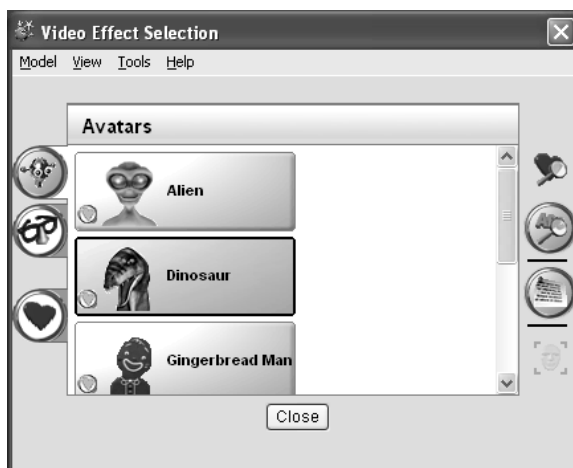 Video Effect Selection
Model View Tools Help
Avatars
Alien
Dinosaur
Gingerbread Man
Close